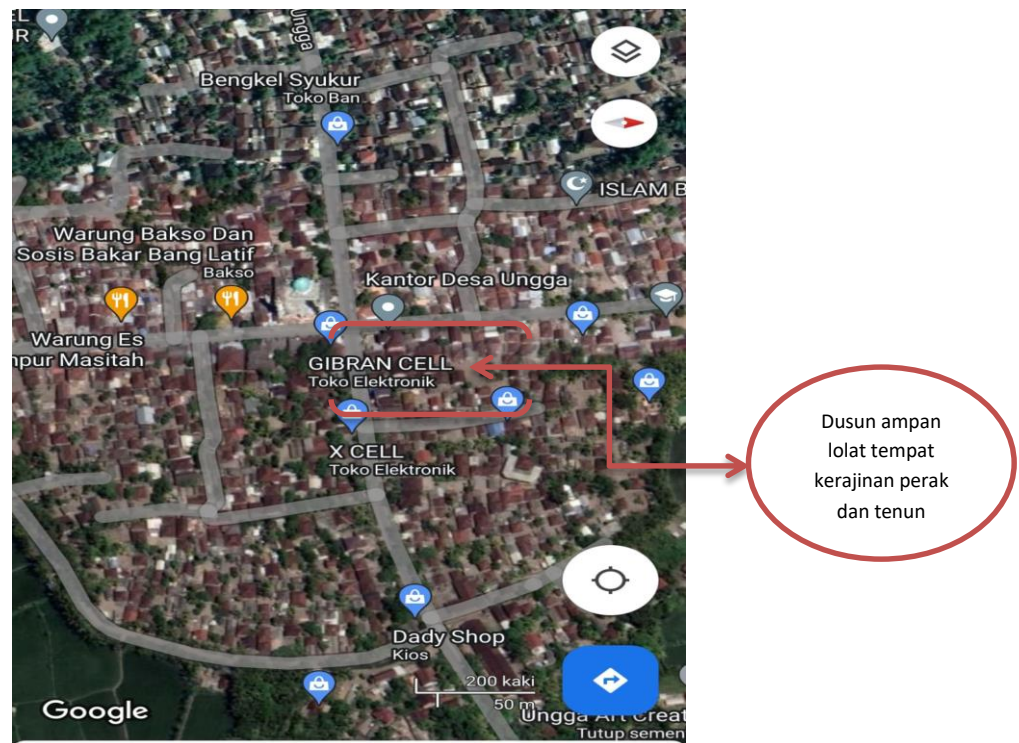 EL
R
Ungga
Bengkel Syukur
Toko Ban
ISLAM B
Warung Bakso Dan
Sosis Bakar Bang Latif
Bakso
Kantor Desa Ungga
Warung Es
mpur Masitah
GIBRAN CELL
Toko Elektronik
X CELL
Toko Elektronik
Dusun ampan
lolat tempat
kerajinan perak
dan tenun
Dady Shop
Kios
200 kaki
50 m
Google
Ungga Art Creat
Tutup semen